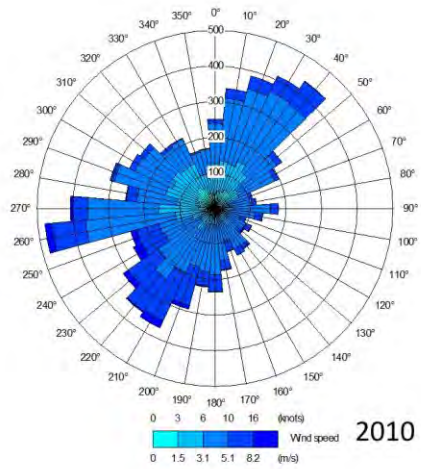 0°
350° 10°
340° 20°
330° 500 30°
320° 400 40°
310° 50°
300° 300 60°
290° 200 70°
280° 100 80°
270° 90°
260° 100°
250° 110°
240° 120°
230° 130°
220° 140°
210° 150°
200° 160°
190° 180° 170°
0 3 6 10 16 (knots)
Wind speed 2010
0 1.5 3.1 5.1 8.2 (m/s)